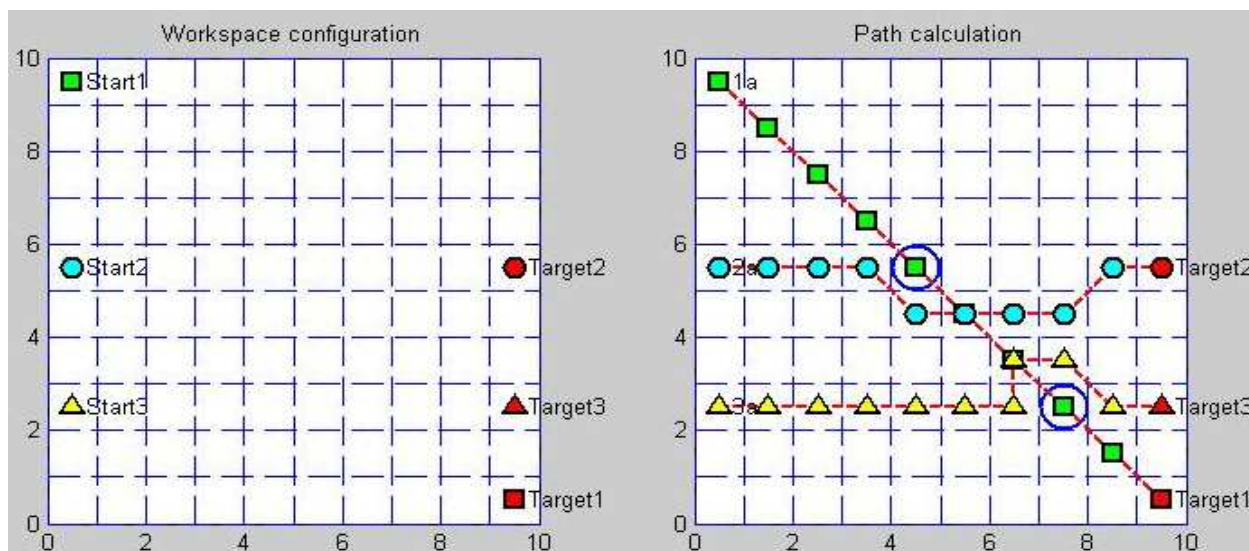 Workspace configuration
10
8
6
4
2
0
0 2 4 6 8 10
Start1
Start2
Start3
Target2
Target3
Target1
Path calculation
10
8
6
4
2
0
0 2 4 6 8 10
1a
2a
3a
Target2
Target3
Target1